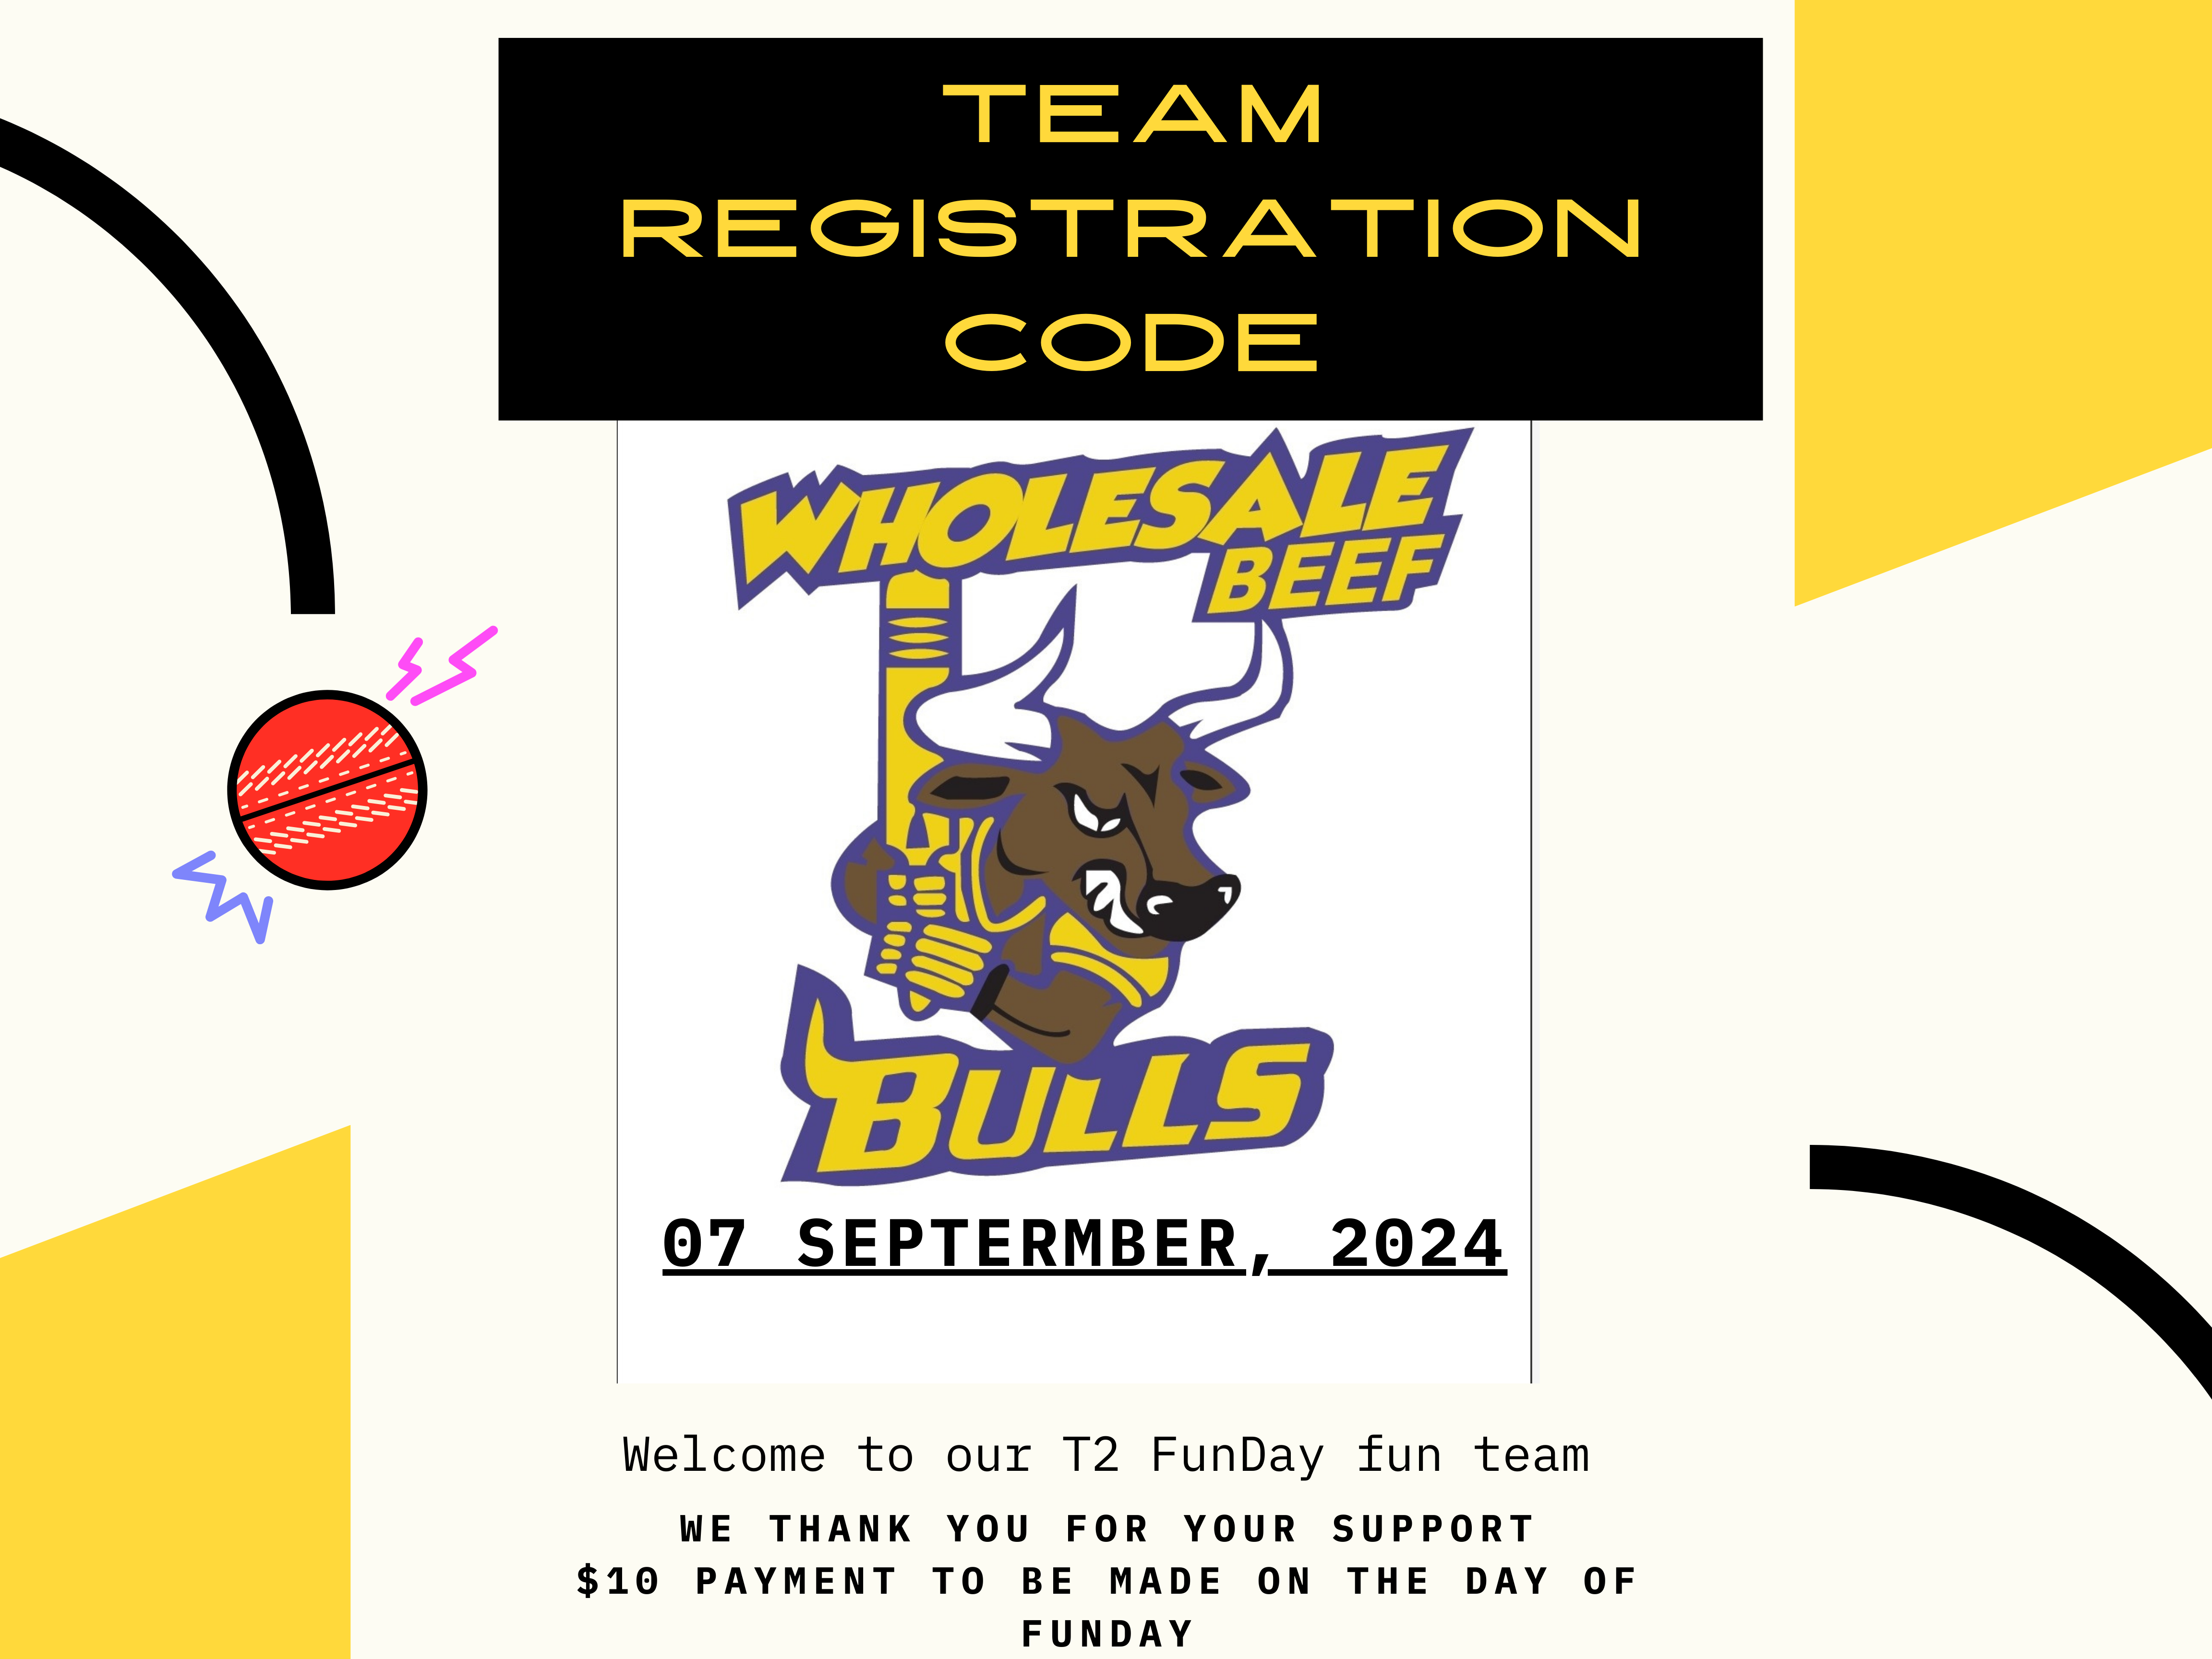 TEAM
REGISTRATION
CODE
WHOLESALE
BEEF
BULLS
07 SEPTERMBER, 2024
Welcome to our T2 FunDay fun team
WE THANK YOU FOR YOUR SUPPORT
$10 PAYMENT TO BE MADE ON THE DAY OF
FUNDAY